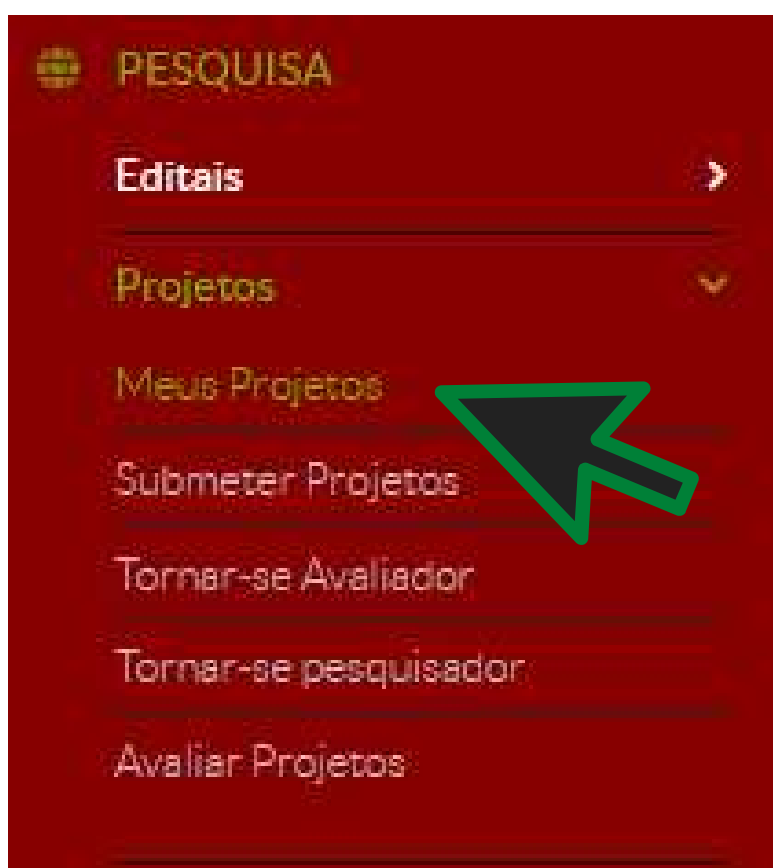 PESQUISA
Editais
Projetos
Meus Projetos
Submeter Projetos
Tornar-se Avaliador
Tornar-se pesquisador
Avaliar Projetos